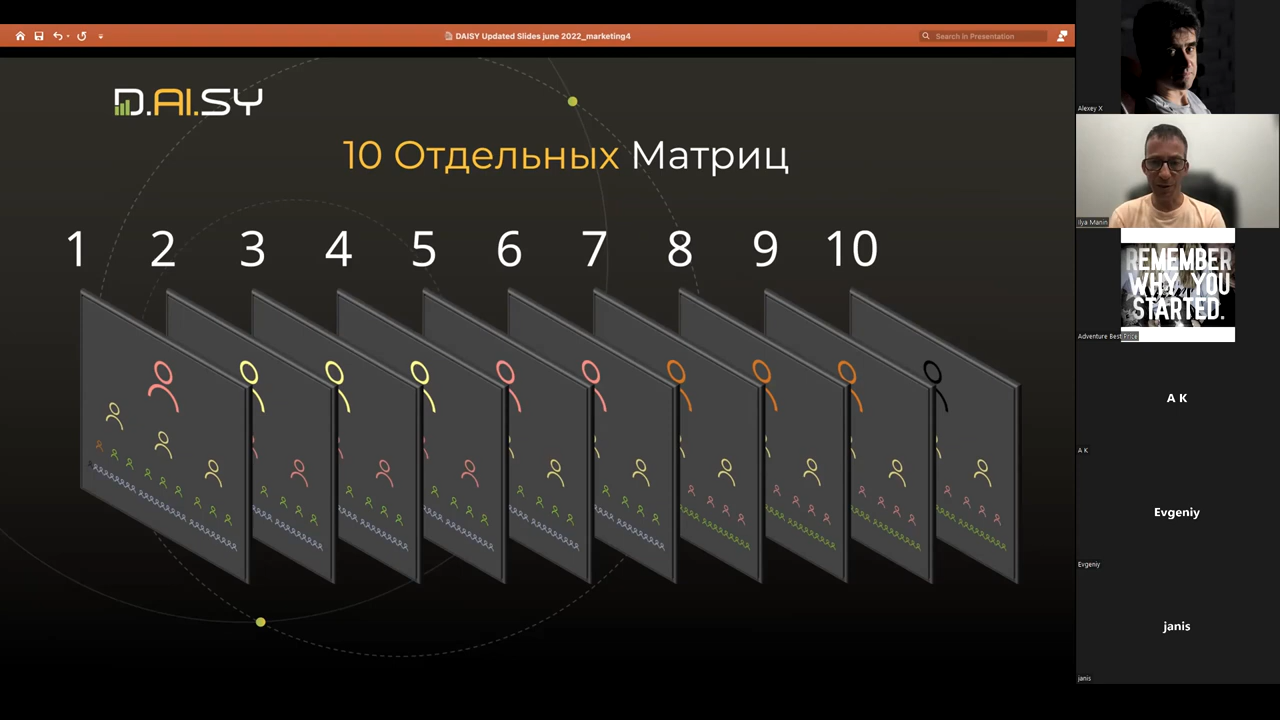 DAISY Updated Slides june 2022_marketing4
Search in Presentation
D.AI.SY
10 Отдельных Матриц
1 2 3 4 5 6 7 8 9 10
Alexey X
Ilya Manin
REMEMBER
WHY YOU
STARTED.
Adventure Best Price
A K
A K
Evgeniy
Evgeniy
janis
janis